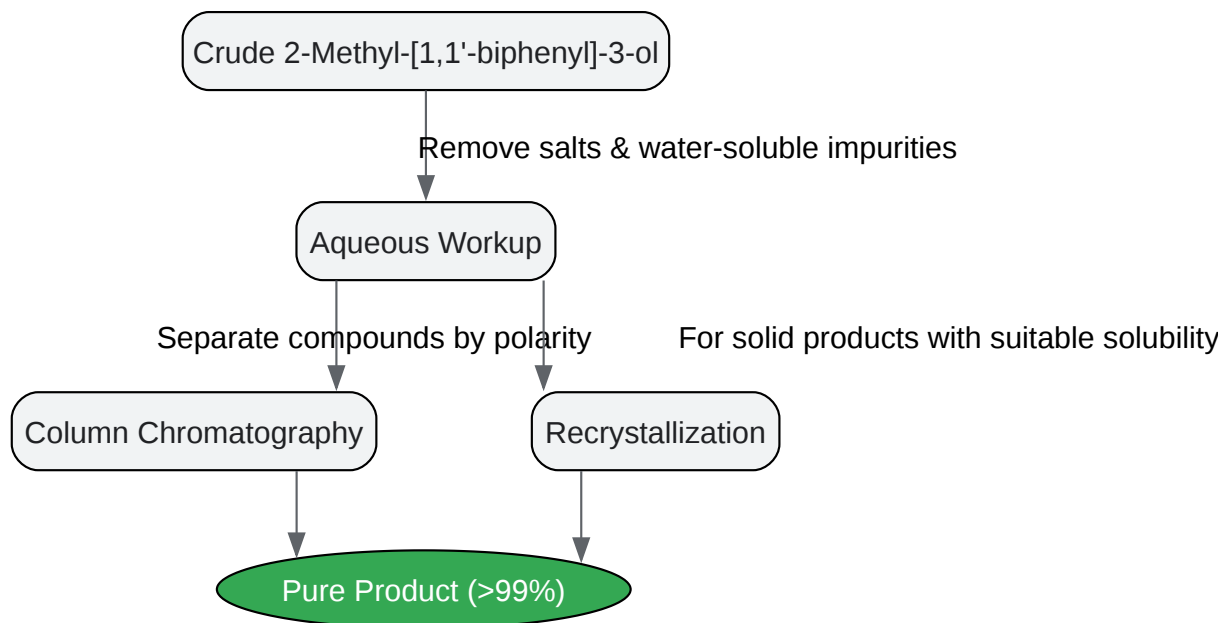 Crude 2-Methyl-[1,1'-biphenyl]-3-ol
Remove salts & water-soluble impurities
Aqueous Workup
Separate compounds by polarity
For solid products with suitable solubility
Column Chromatography
Recrystallization
Pure Product (>99%)